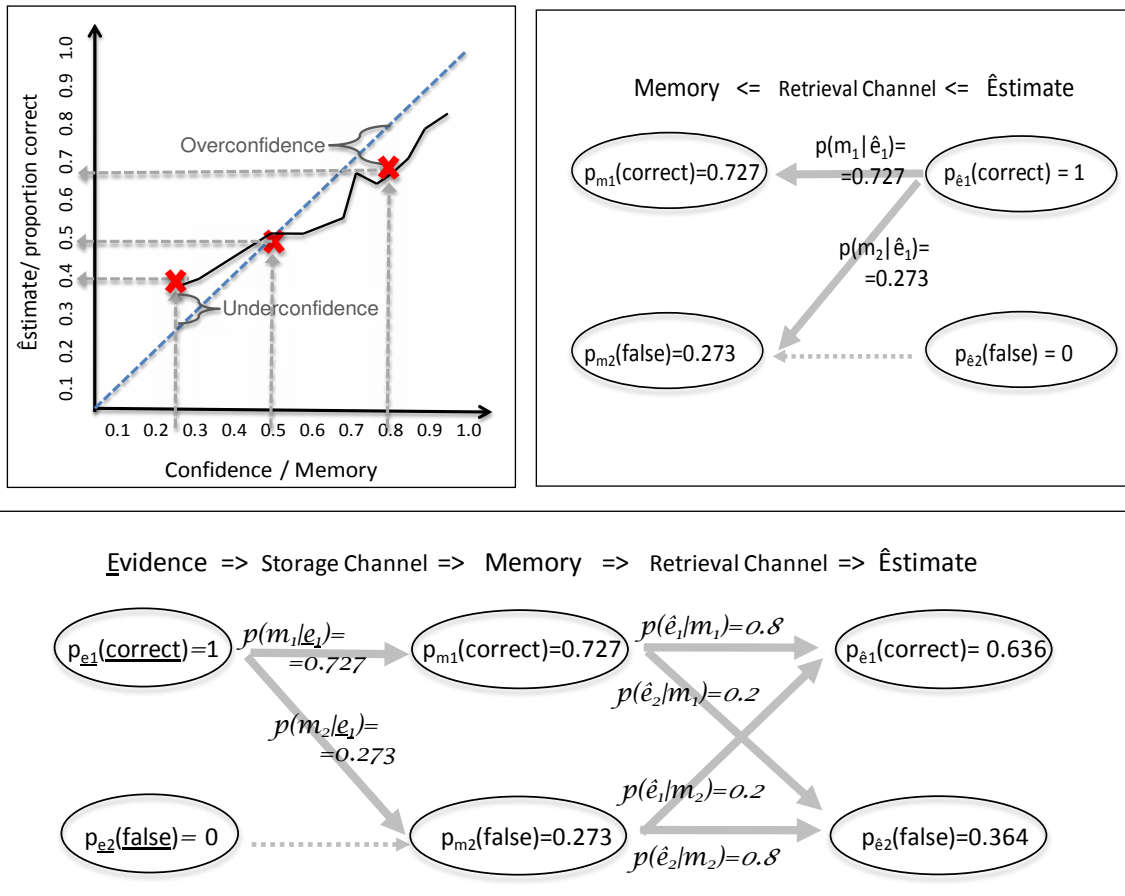 Êstimate/ proportion correct
1.0
0.9
0.8
0.7
0.6
0.5
0.4
0.3
0.2
0.1
Overconfidence
Underconfidence
0.1 0.2 0.3 0.4 0.5 0.6 0.7 0.8 0.9 1.0
Confidence / Memory
Memory <= Retrieval Channel <= Êstimate
p(m₁|ê₁)=
=0.727
pm1(correct)=0.727
pê1(correct) = 1
p(m₂|ê₁)=
=0.273
pm2(false)=0.273
pê2(false) = 0
Evidence => Storage Channel => Memory => Retrieval Channel => Êstimate
pe1(correct)=1
p(m₁|e₁)=
=0.727
pm1(correct)=0.727
p(ê₁|m₁)=0.8
pê1(correct)= 0.636
p(ê₂|m₁)=0.2
p(m₂|e₁)=
=0.273
p(ê₁|m₂)=0.2
pe2(false)= 0
pm2(false)=0.273
p(ê₂|m₂)=0.8
pê2(false)=0.364